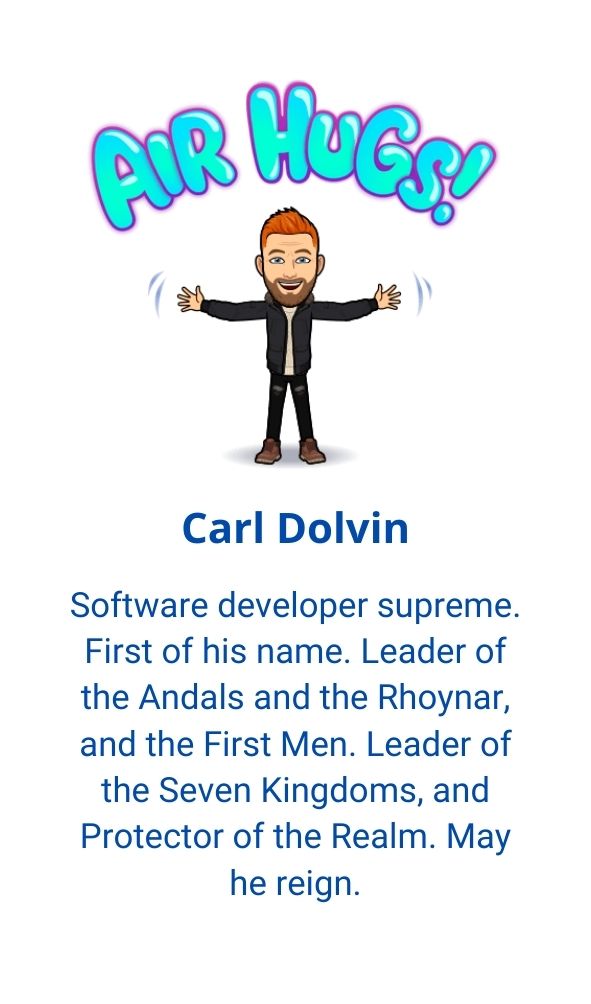 AIR HUGS!
Carl Dolvin
Software developer supreme.
First of his name. Leader of
the Andals and the Rhoynar,
and the First Men. Leader of
the Seven Kingdoms, and
Protector of the Realm. May
he reign.